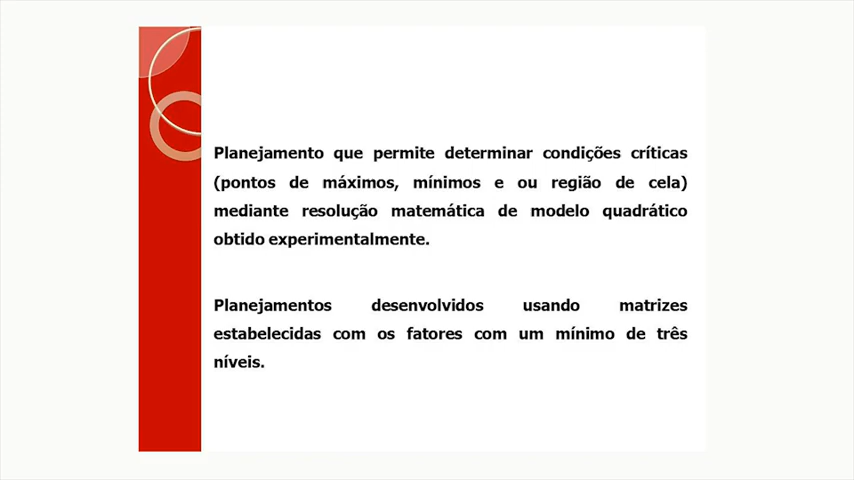 Planejamento que permite determinar condições críticas
(pontos de máximos, mínimos e ou região de cela)
mediante resolução matemática de modelo quadrático
obtido experimentalmente.
Planejamentos desenvolvidos usando matrizes
estabelecidas com os fatores com um mínimo de três
níveis.